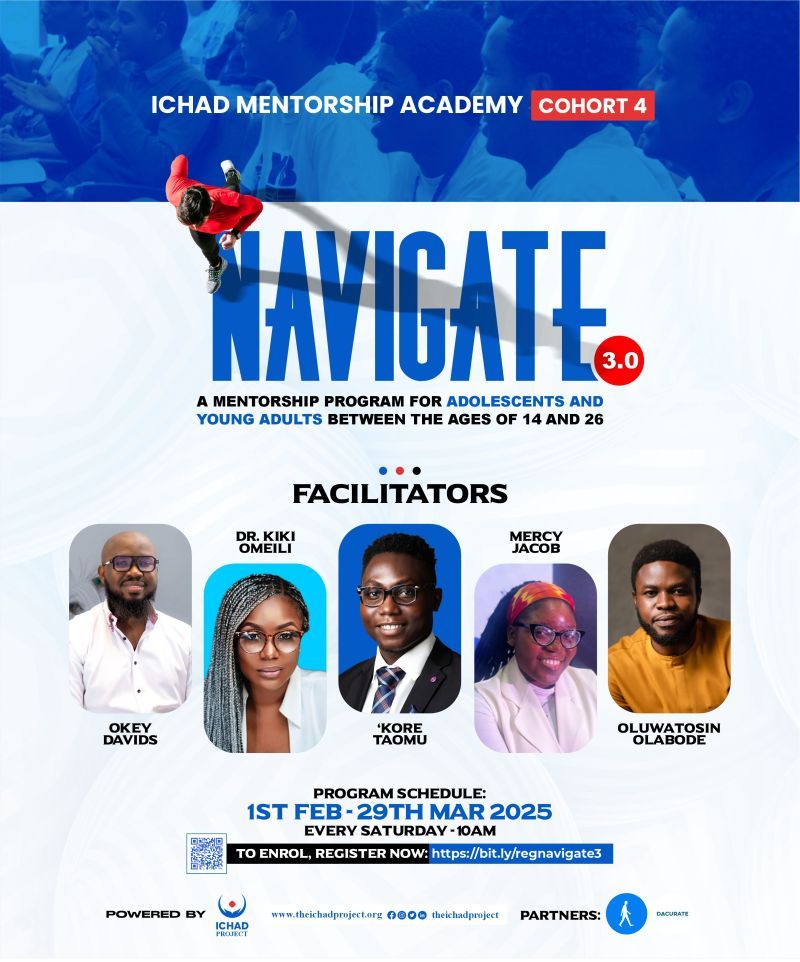 ICHAD MENTORSHIP ACADEMY COHORT 4
NAVIGATE
3.0
A MENTORSHIP PROGRAM FOR ADOLESCENTS AND
YOUNG ADULTS BETWEEN THE AGES OF 14 AND 26
FACILITATORS
DR. KIKI
OMEILI
MERCY
JACOB
OKEY
DAVIDS
‘KORE
TAOMU
OLUWATOSIN
OLABODE
PROGRAM SCHEDULE:
1ST FEB - 29TH MAR 2025
EVERY SATURDAY - 10AM
TO ENROL, REGISTER NOW: https://bit.ly/regnavigate3
POWERED BY
ICHAD
PROJECT
www.theichadproject.org
theichadproject
PARTNERS:
DACURATE